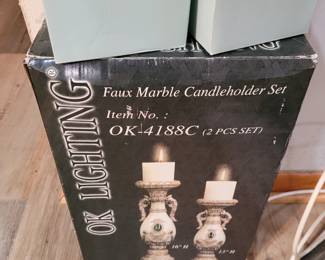 OK LIGHTING
Faux Marble Candleholder Set
Item No. :
OK-4188C (2 PCS SET)
16" H
13" H